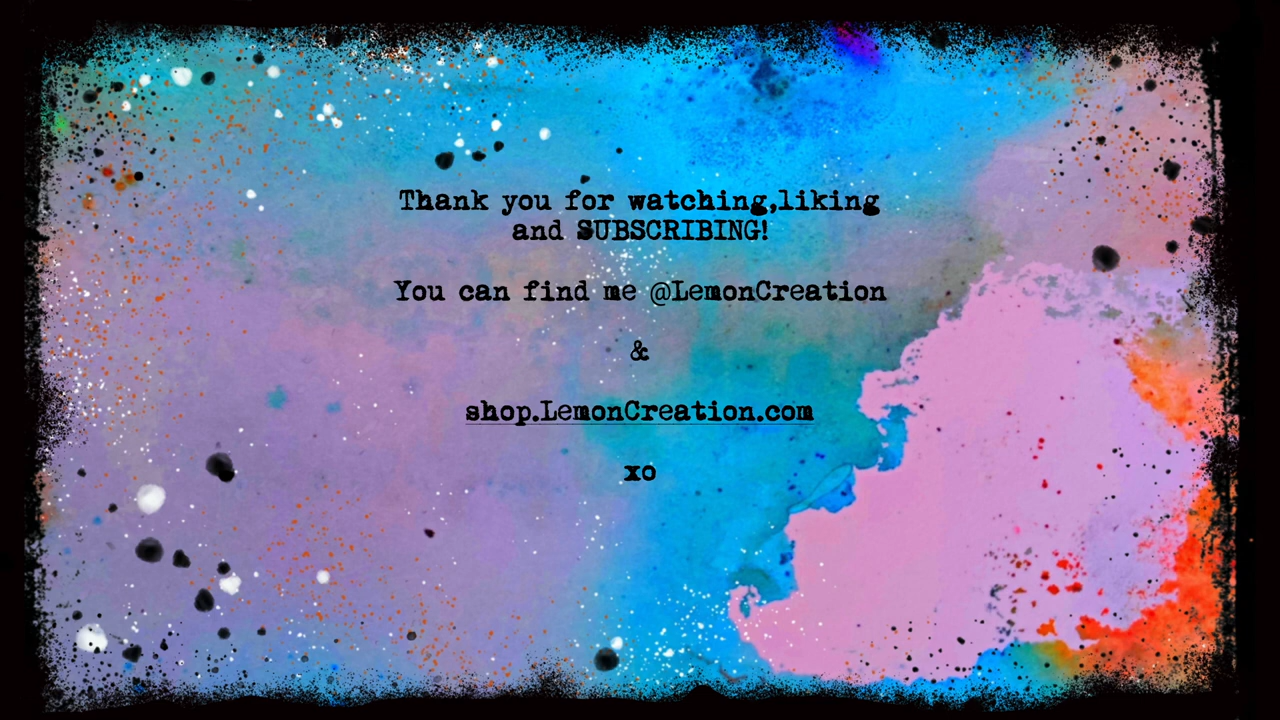 Thank you for watching,liking
and SUBSCRIBING!
You can find me @LemonCreation
&
shop.LemonCreation.com
xo